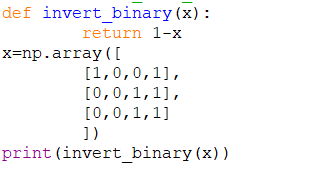 def invert_binary(x):
        return 1-x
x=np.array([
        [1,0,0,1],
        [0,0,1,1],
        [0,0,1,1]
        ])
print(invert_binary(x))